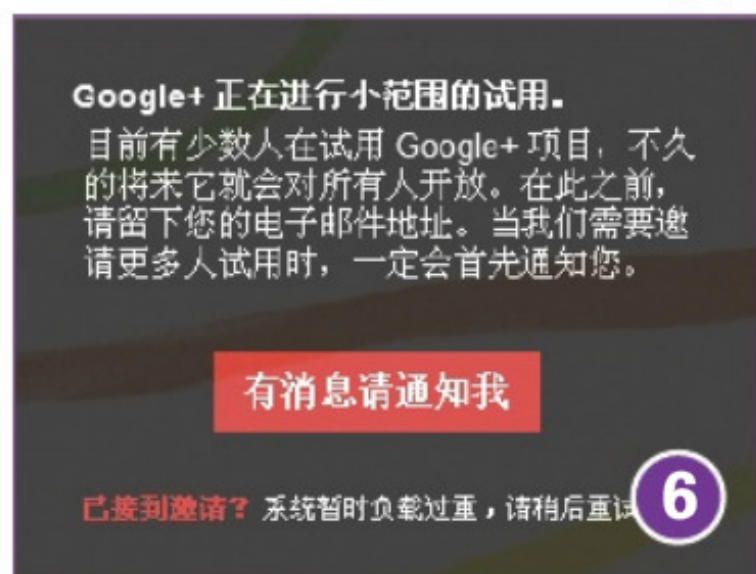 Google+ 正在进行小范围的试用。
目前有少数人在试用 Google+ 项目，不久
的将来它就会对所有人开放。在此之前，
请留下您的电子邮件地址。当我们需要邀
请更多人试用时，一定会首先通知您。
有消息请通知我
已接到邀请？ 系统暂时负载过重，请稍后重试
6